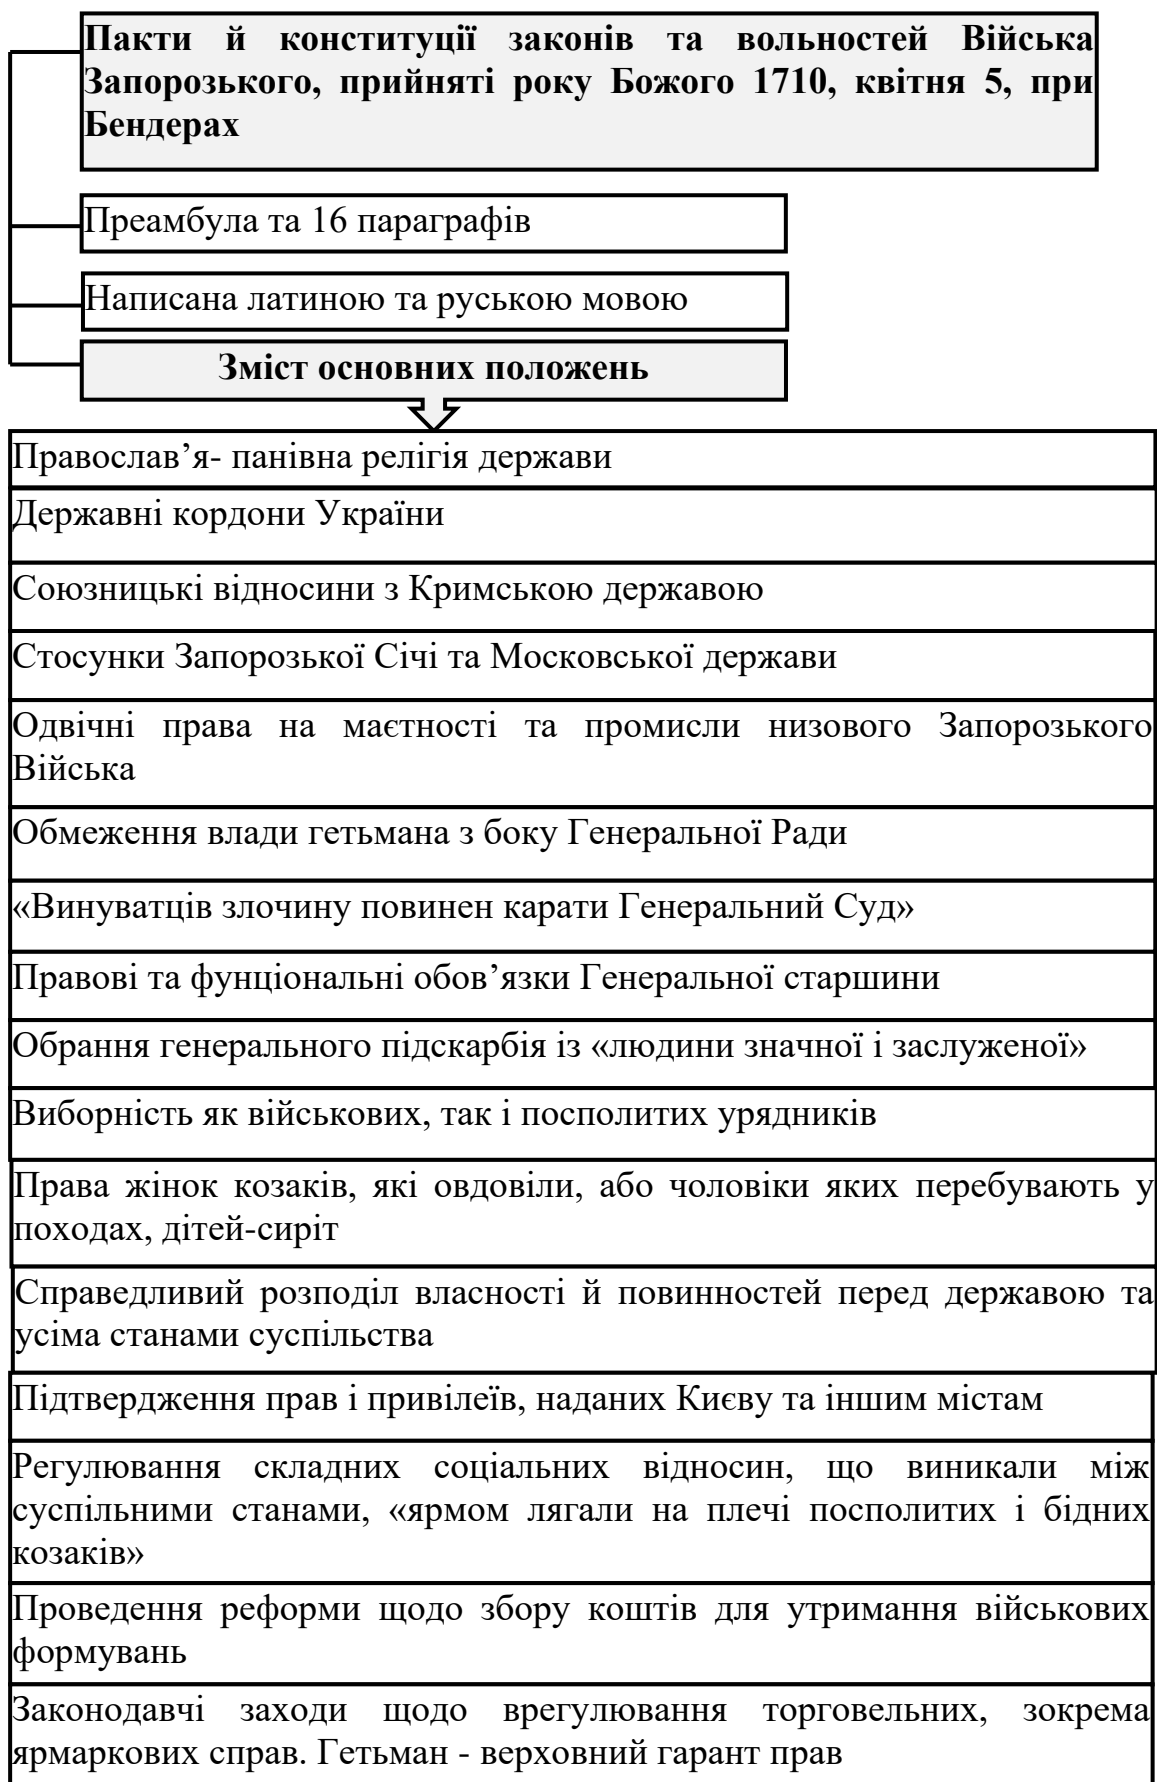 Пакти й конституції законів та вольностей Війська
Запорозького, прийняті року Божого 1710, квітня 5, при
Бендерах
Преамбула та 16 параграфів
Написана латиною та руською мовою
Зміст основних положень
Православ’я- панівна релігія держави
Державні кордони України
Союзницькі відносини з Кримською державою
Стосунки Запорозької Січі та Московської держави
Одвічні права на маєтності та промисли низового Запорозького
Війська
Обмеження влади гетьмана з боку Генеральної Ради
«Винуватців злочину повинен карати Генеральний Суд»
Правові та фунціональні обов’язки Генеральної старшини
Обрання генерального підскарбія із «людини значної і заслуженої»
Виборність як військових, так і посполитих урядників
Права жінок козаків, які овдовіли, або чоловіки яких перебувають у
походах, дітей-сиріт
Справедливий розподіл власності й повинностей перед державою та
усіма станами суспільства
Підтвердження прав і привілеїв, наданих Києву та іншим містам
Регулювання складних соціальних відносин, що виникали між
суспільними станами, «ярмом лягали на плечі посполитих і бідних
козаків»
Проведення реформи щодо збору коштів для утримання військових
формувань
Законодавчі заходи щодо врегулювання торговельних, зокрема
ярмаркових справ. Гетьман - верховний гарант прав